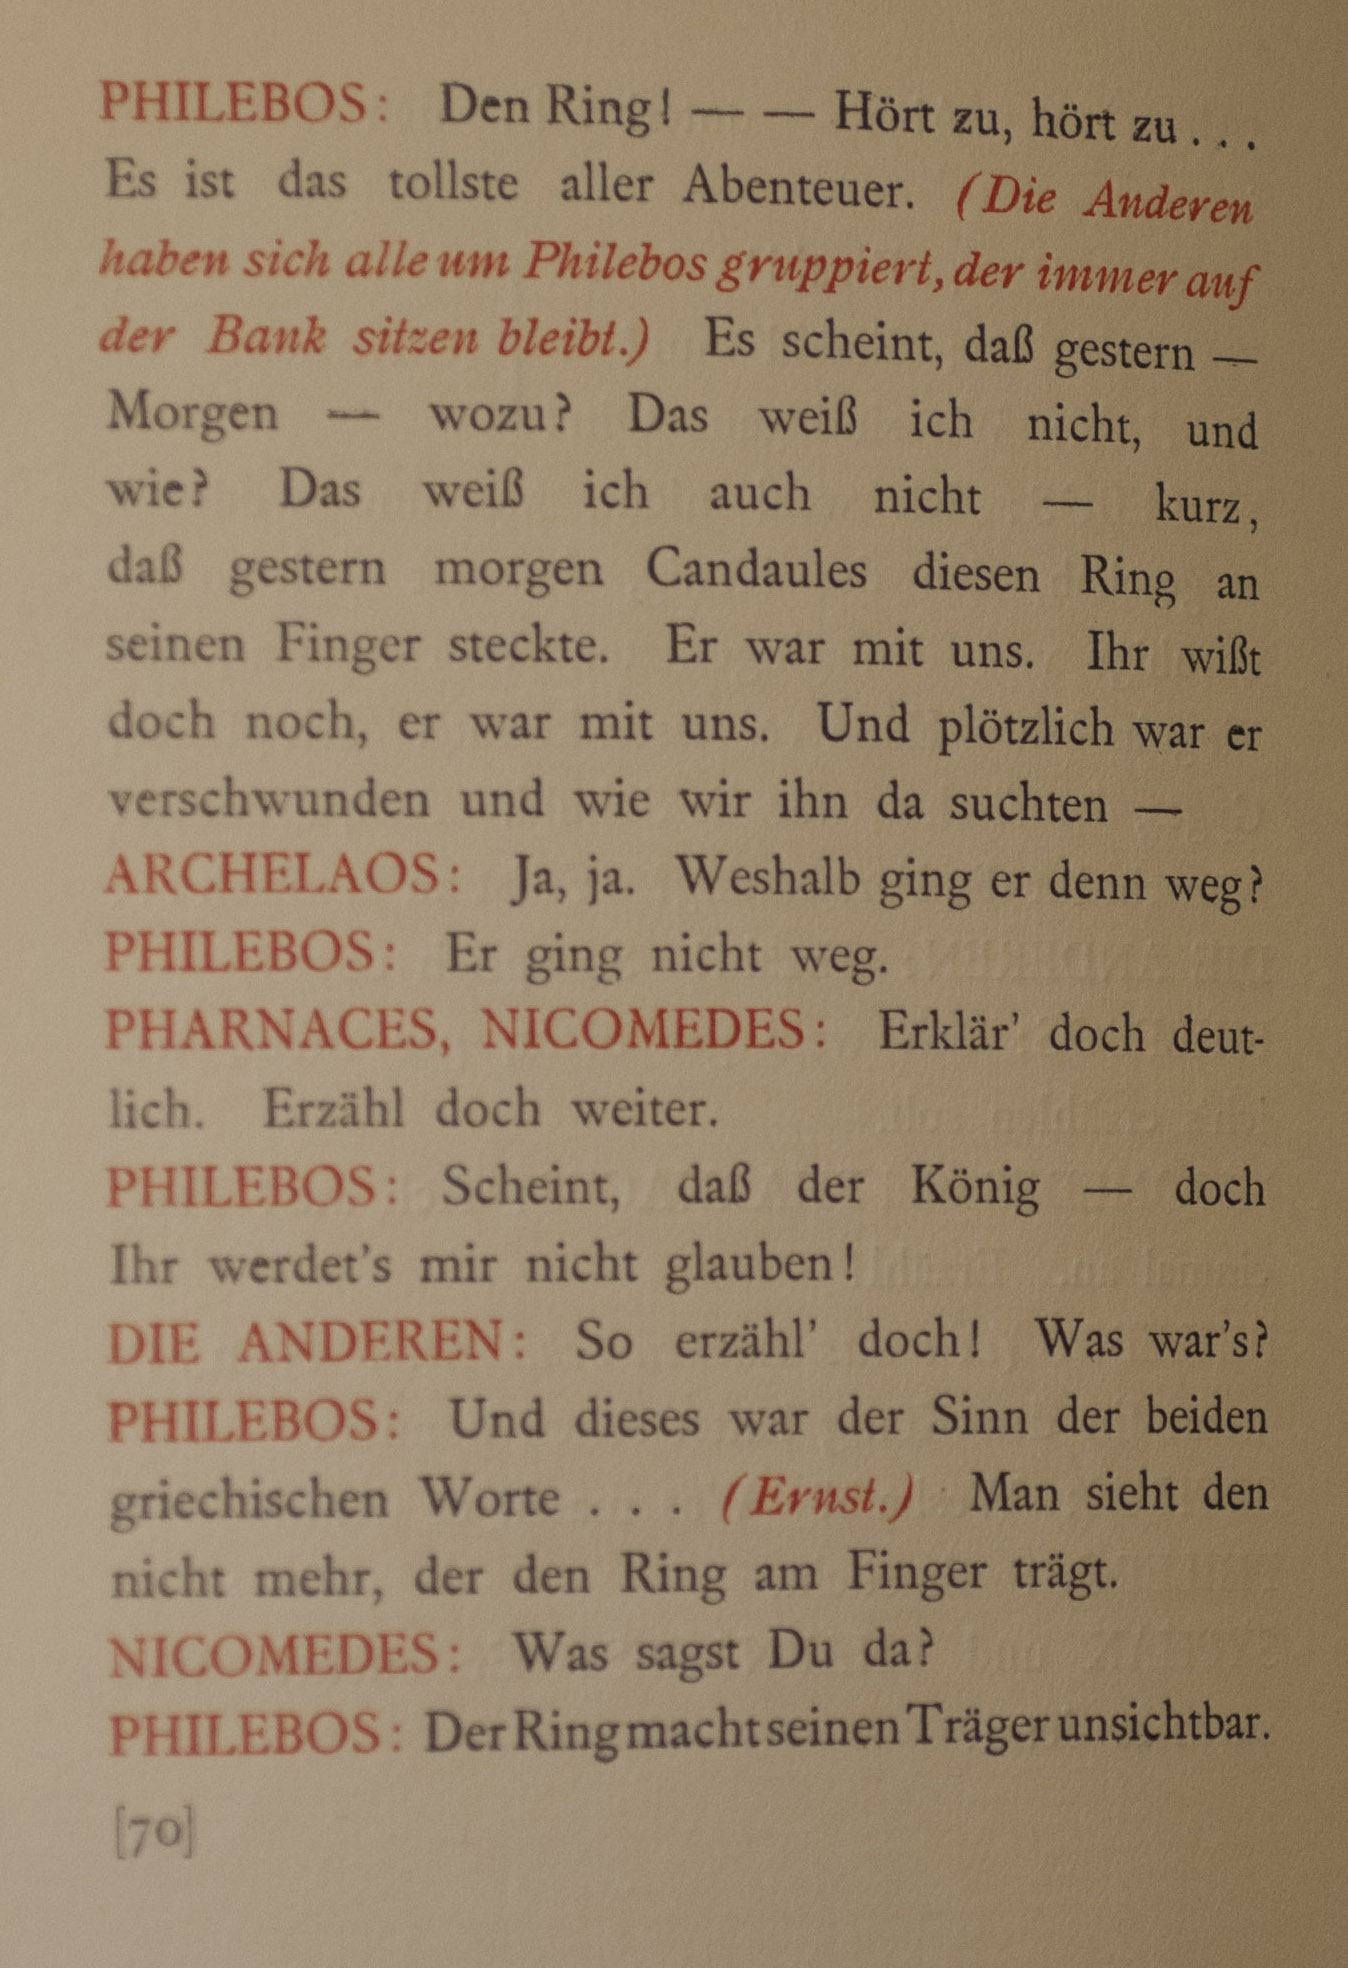 PHILEBOS: Den Ring! — — Hört zu, hört zu . . .
Es ist das tollste aller Abenteuer. (Die Anderen
haben sich alle um Philebos gruppiert, der immer auf
der Bank sitzen bleibt.) Es scheint, daß gestern —
Morgen — wozu? Das weiß ich nicht, und
wie? Das weiß ich auch nicht — kurz,
daß gestern morgen Candaules diesen Ring an
seinen Finger steckte. Er war mit uns. Ihr wißt
doch noch, er war mit uns. Und plötzlich war er
verschwunden und wie wir ihn da suchten —
ARCHELAOS: Ja, ja. Weshalb ging er denn weg?
PHILEBOS: Er ging nicht weg.
PHARNACES, NICOMEDES: Erklär' doch deut-
lich. Erzähl doch weiter.
PHILEBOS: Scheint, daß der König — doch
Ihr werdet's mir nicht glauben!
DIE ANDEREN: So erzähl' doch! Was war's?
PHILEBOS: Und dieses war der Sinn der beiden
griechischen Worte . . . (Ernst.) Man sieht den
nicht mehr, der den Ring am Finger trägt.
NICOMEDES: Was sagst Du da?
PHILEBOS: Der Ring macht seinen Träger unsichtbar.
[70]